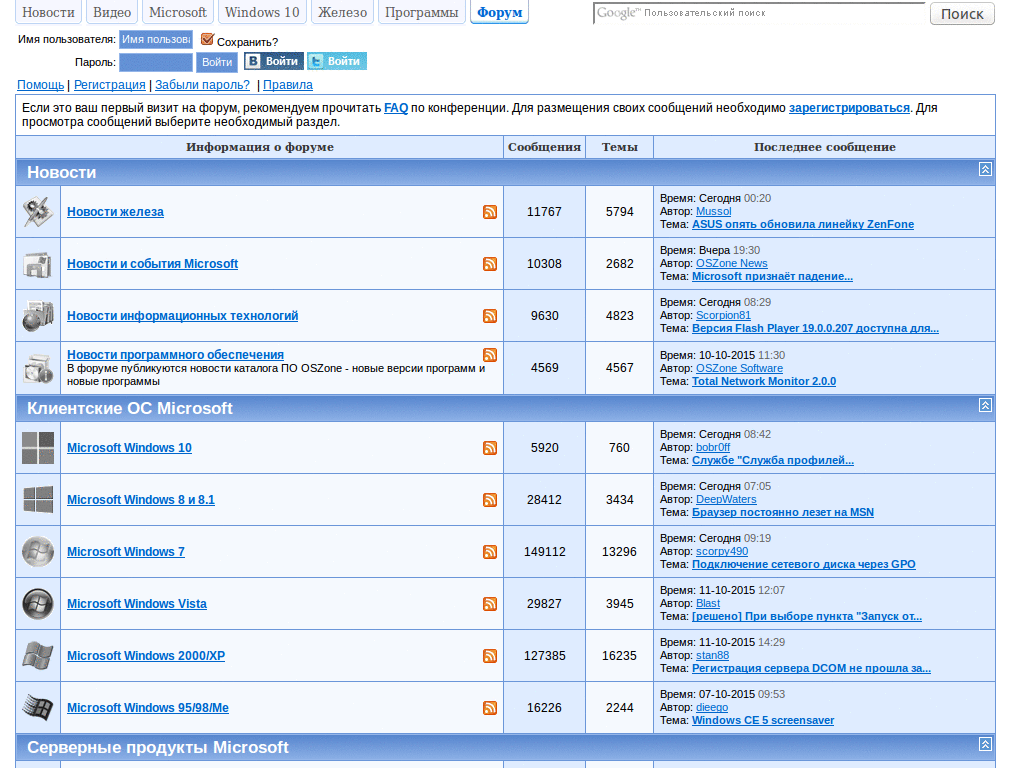 Новости Видео Microsoft Windows 10 Железо Программы Форум Google Пользовательский поиск Поиск
Имя пользователя: Имя пользова Сохранить?
Пароль: Войти В Войти t Войти
Помощь | Регистрация | Забыли пароль? | Правила
Если это ваш первый визит на форум, рекомендуем прочитать FAQ по конференции. Для размещения своих сообщений необходимо зарегистрироваться. Для
просмотра сообщений выберите необходимый раздел.
Информация о форуме Сообщения Темы Последнее сообщение
Новости
Новости железа 11767 5794
Время: Сегодня 00:20
Автор: Mussol
Тема: ASUS опять обновила линейку ZenFone
Новости и события Microsoft 10308 2682
Время: Вчера 19:30
Автор: OSZone News
Тема: Microsoft признаёт падение...
Новости информационных технологий 9630 4823
Время: Сегодня 08:29
Автор: Scorpion81
Тема: Версия Flash Player 19.0.0.207 доступна для...
Новости программного обеспечения
В форуме публикуются новости каталога ПО OSZone - новые версии программ и
новые программы
4569 4567
Время: 10-10-2015 11:30
Автор: OSZone Software
Тема: Total Network Monitor 2.0.0
Клиентские ОС Microsoft
Microsoft Windows 10 5920 760
Время: Сегодня 08:42
Автор: bobr0ff
Тема: Службе "Служба профилей...
Microsoft Windows 8 и 8.1 28412 3434
Время: Сегодня 07:05
Автор: DeepWaters
Тема: Браузер постоянно лезет на MSN
Microsoft Windows 7 149112 13296
Время: Сегодня 09:19
Автор: scorpy490
Тема: Подключение сетевого диска через GPO
Microsoft Windows Vista 29827 3945
Время: 11-10-2015 12:07
Автор: Blast
Тема: [решено] При выборе пункта "Запуск от...
Microsoft Windows 2000/XP 127385 16235
Время: 11-10-2015 14:29
Автор: stan88
Тема: Регистрация сервера DCOM не прошла за...
Microsoft Windows 95/98/Me 16226 2244
Время: 07-10-2015 09:53
Автор: dieego
Тема: Windows CE 5 screensaver
Серверные продукты Microsoft